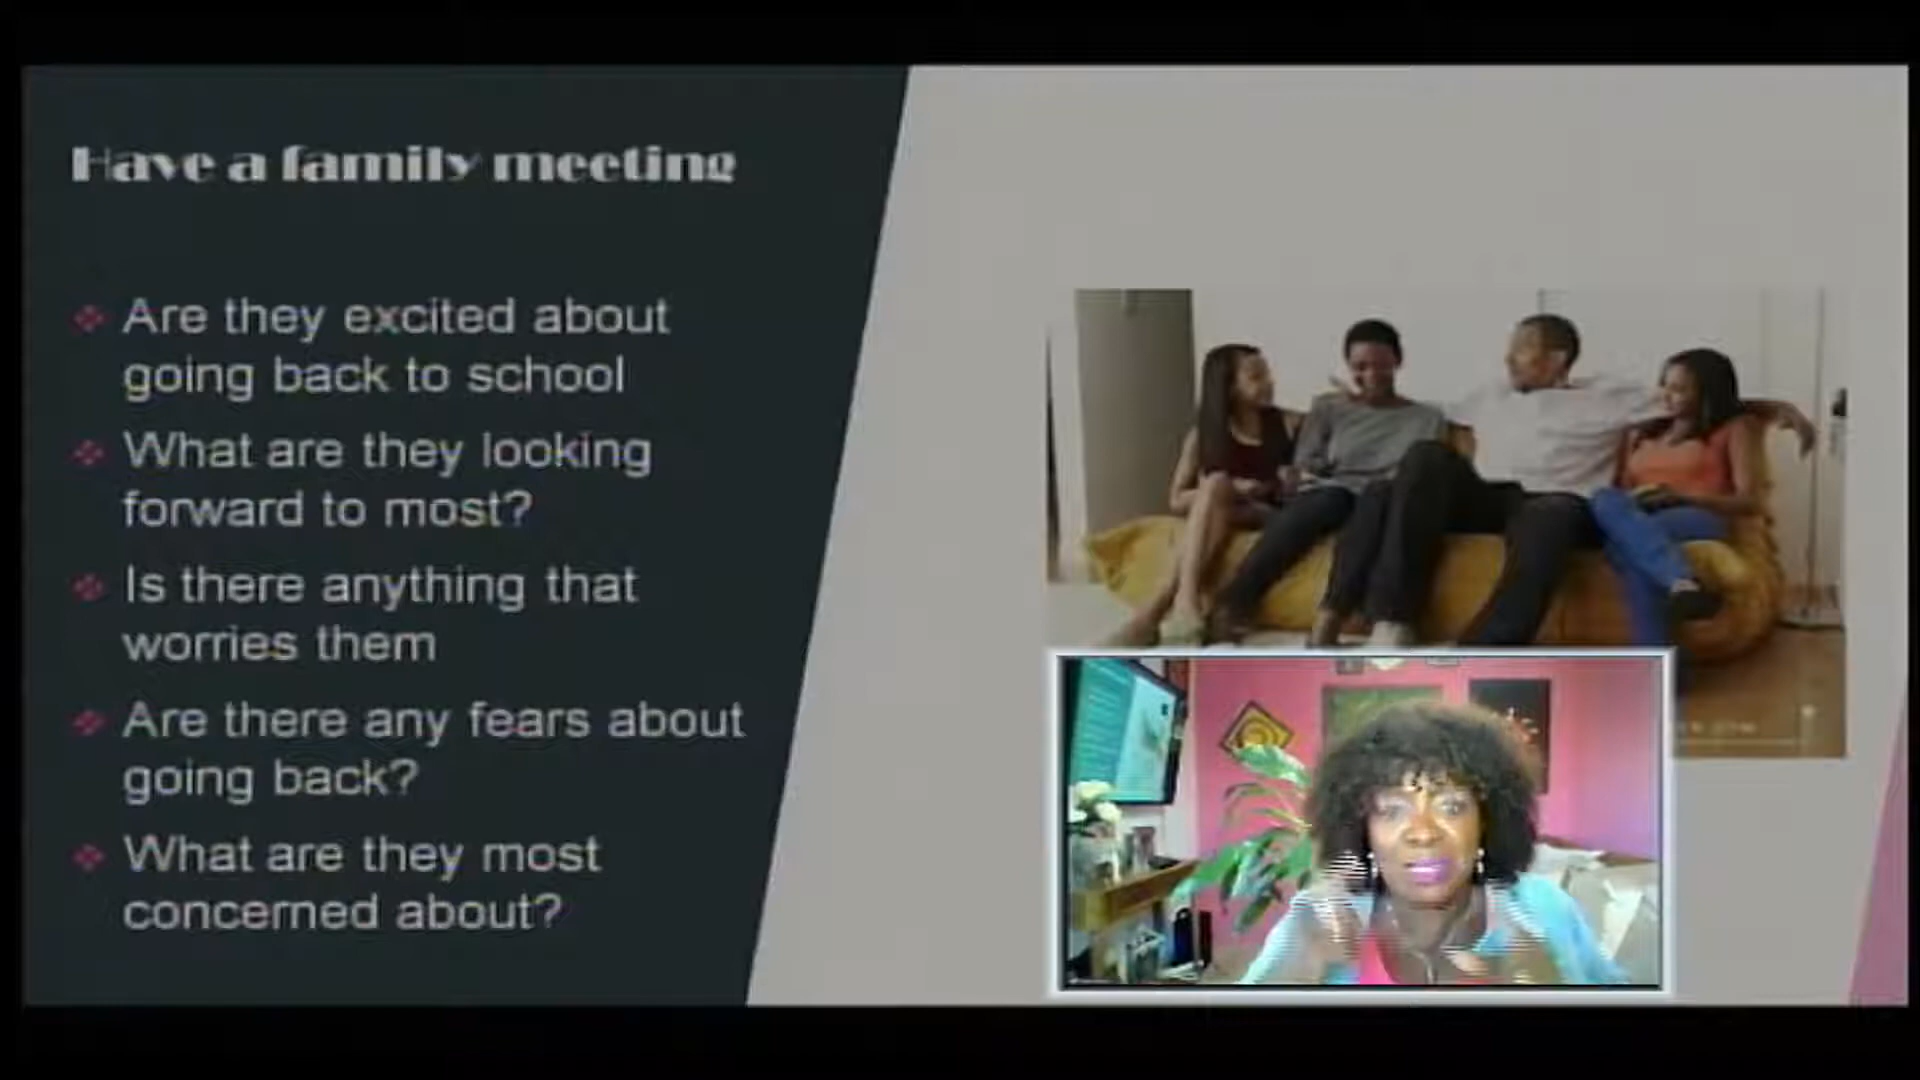 Have a family meeting
Are they excited about
going back to school
What are they looking
forward to most?
Is there anything that
worries them
Are there any fears about
going back?
What are they most
concerned about?